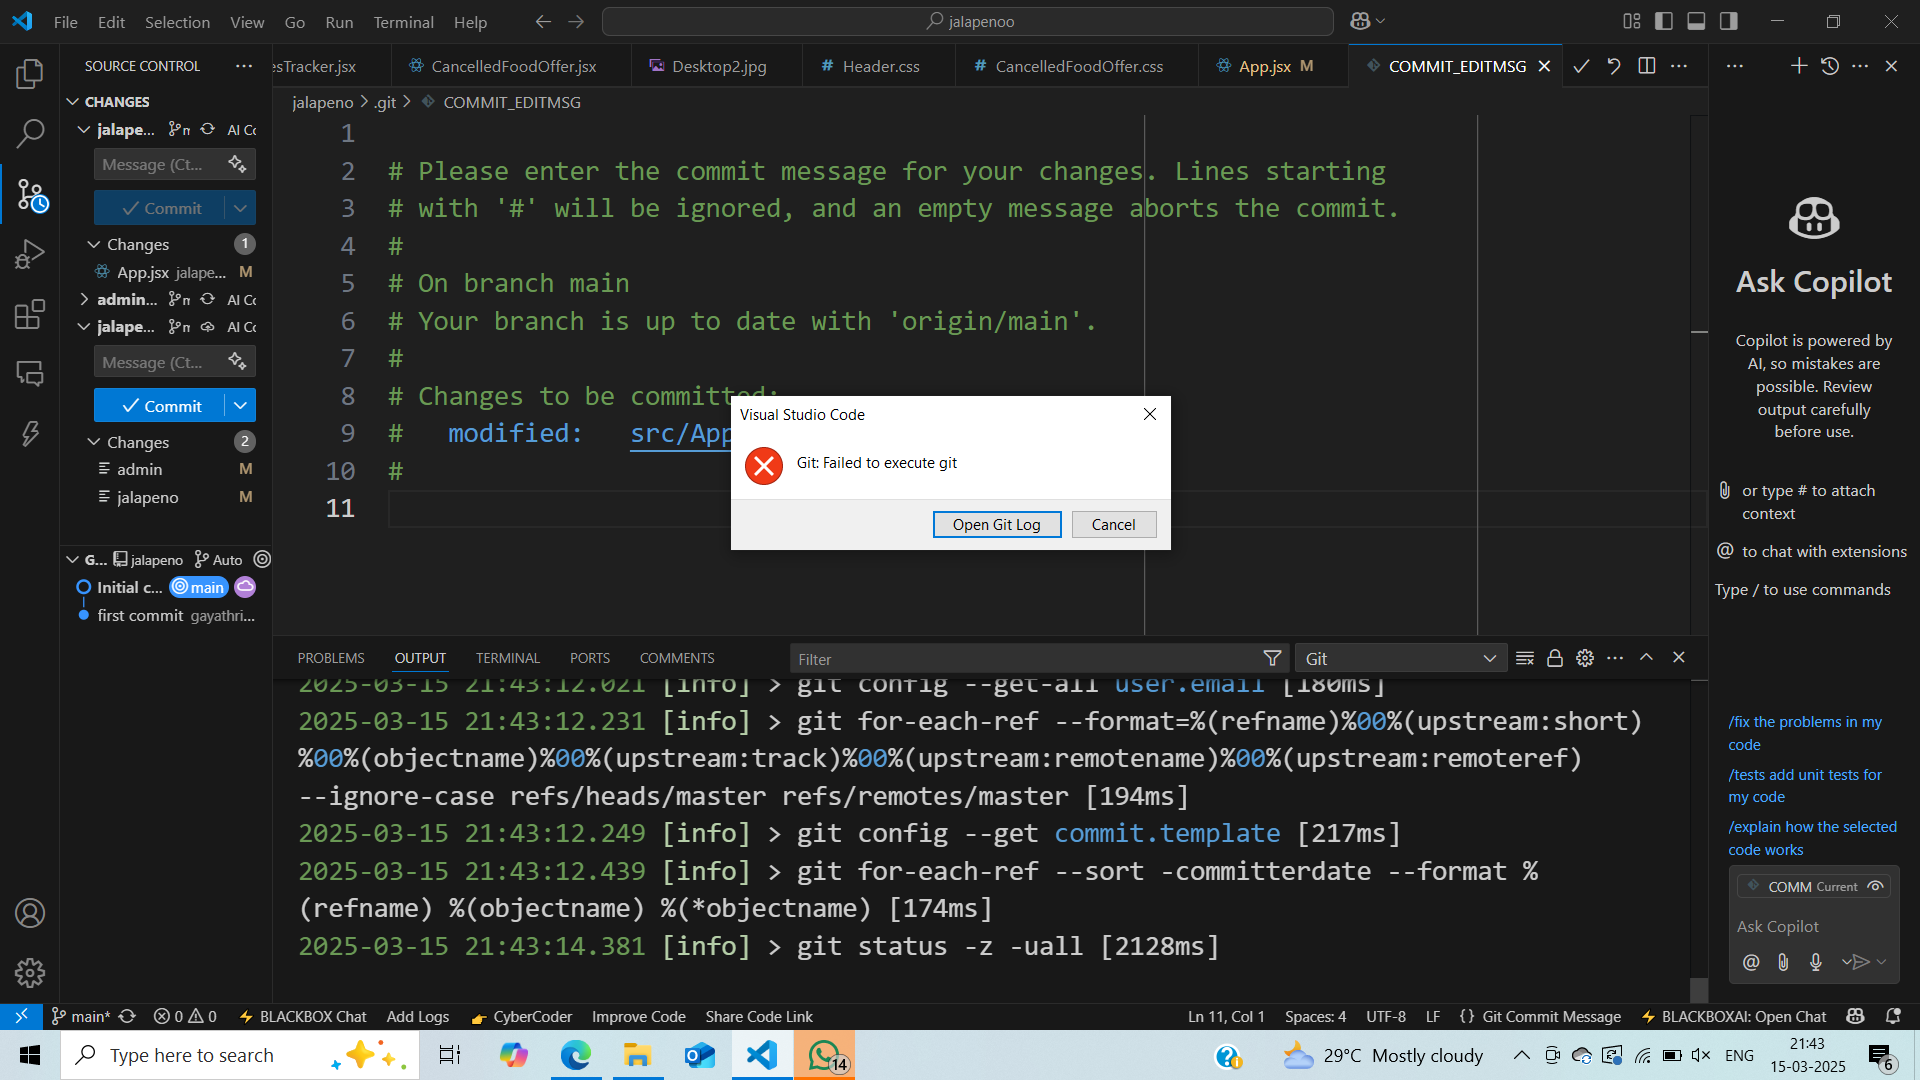 File Edit Selection View Go Run Terminal Help
jalapenoo
SOURCE CONTROL
CHANGES
jalape...
AI Co
Message (Ct...
Commit
Changes 1
App.jsx jalape... M
admin...
AI Co
jalape...
AI Co
Message (Ct...
Commit
Changes 2
admin M
jalapeno M
G... jalapeno Auto
Initial c... main
first commit gayathri...
esTracker.jsx CancelledFoodOffer.jsx Desktop2.jpg Header.css CancelledFoodOffer.css App.jsx M COMMIT_EDITMSG
jalapeno > .git > COMMIT_EDITMSG
1
2 # Please enter the commit message for your changes. Lines starting
3 # with '#' will be ignored, and an empty message aborts the commit.
4 #
5 # On branch main
6 # Your branch is up to date with 'origin/main'.
7 #
8 # Changes to be committed:
9 # modified: src/App
10 #
11
Visual Studio Code
Git: Failed to execute git
Open Git Log Cancel
PROBLEMS OUTPUT TERMINAL PORTS COMMENTS
Filter
Git
2025-03-15 21:43:12.021 [info] > git config --get-all user.email [180ms]
2025-03-15 21:43:12.231 [info] > git for-each-ref --format=%(refname)%00%(upstream:short)
%00%(objectname)%00%(upstream:track)%00%(upstream:remotename)%00%(upstream:remoteref)
--ignore-case refs/heads/master refs/remotes/master [194ms]
2025-03-15 21:43:12.249 [info] > git config --get commit.template [217ms]
2025-03-15 21:43:12.439 [info] > git for-each-ref --sort -committerdate --format %
(refname) %(objectname) %(*objectname) [174ms]
2025-03-15 21:43:14.381 [info] > git status -z -uall [2128ms]
Ask Copilot
Copilot is powered by
AI, so mistakes are
possible. Review
output carefully
before use.
or type # to attach
context
@ to chat with extensions
Type / to use commands
/fix the problems in my
code
/tests add unit tests for
my code
/explain how the selected
code works
COMM Current
Ask Copilot
@
main* 0 0 BLACKBOX Chat Add Logs CyberCoder Improve Code Share Code Link
Ln 11, Col 1 Spaces: 4 UTF-8 LF {} Git Commit Message BLACKBOXAI: Open Chat
Type here to search
14
29°C Mostly cloudy
ENG
21:43
15-03-2025
6